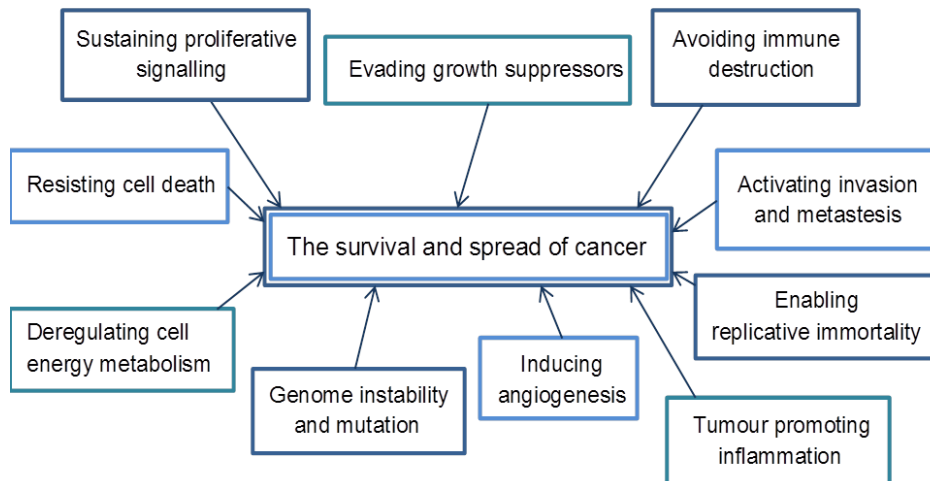 Sustaining proliferative
signalling
Evading growth suppressors
Avoiding immune
destruction
Resisting cell death
Activating invasion
and metastesis
The survival and spread of cancer
Enabling
replicative immortality
Deregulating cell
energy metabolism
Genome instability
and mutation
Inducing
angiogenesis
Tumour promoting
inflammation